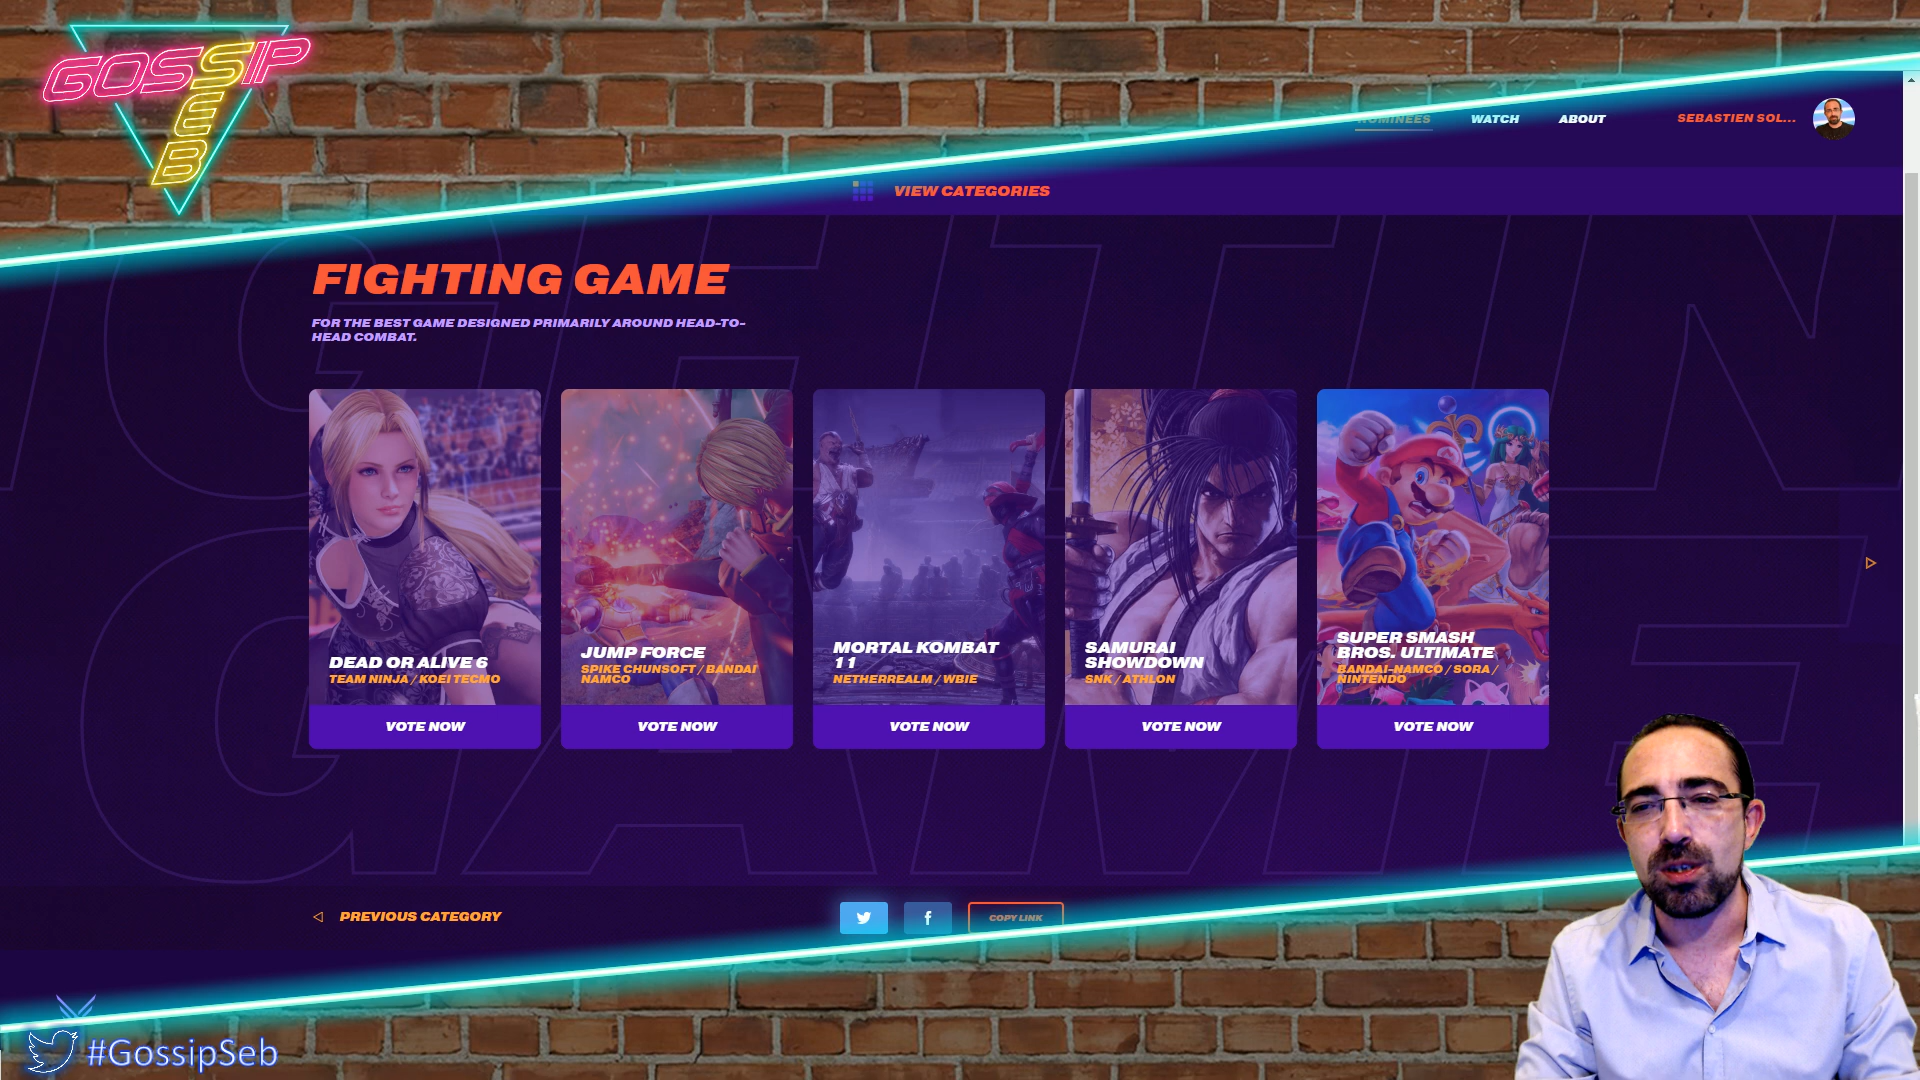 GOSSIP
SEB
NOMINEES
WATCH
ABOUT
SEBASTIEN SOL...
VIEW CATEGORIES
FIGHTING GAME
FOR THE BEST GAME DESIGNED PRIMARILY AROUND HEAD-TO-
HEAD COMBAT.
DEAD OR ALIVE 6
TEAM NINJA / KOEI TECMO
VOTE NOW
JUMP FORCE
SPIKE CHUNSOFT / BANDAI
NAMCO
VOTE NOW
MORTAL KOMBAT
11
NETHERREALM / WBIE
VOTE NOW
SAMURAI
SHOWDOWN
SNK / ATHLON
VOTE NOW
SUPER SMASH
BROS. ULTIMATE
BANDAI-NAMCO / SORA /
NINTENDO
VOTE NOW
PREVIOUS CATEGORY
COPY LINK
#GossipSeb